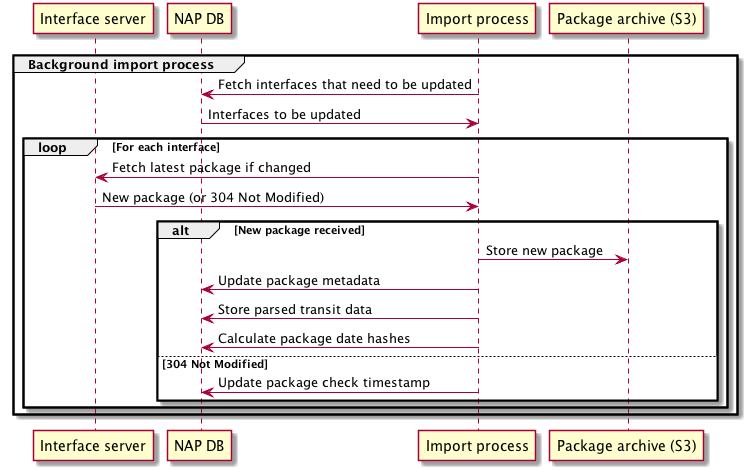 Interface server NAP DB Import process Package archive (S3)
Background import process
Fetch interfaces that need to be updated
Interfaces to be updated
loop [For each interface]
Fetch latest package if changed
New package (or 304 Not Modified)
alt [New package received]
Store new package
Update package metadata
Store parsed transit data
Calculate package date hashes
[304 Not Modified]
Update package check timestamp
Interface server NAP DB Import process Package archive (S3)